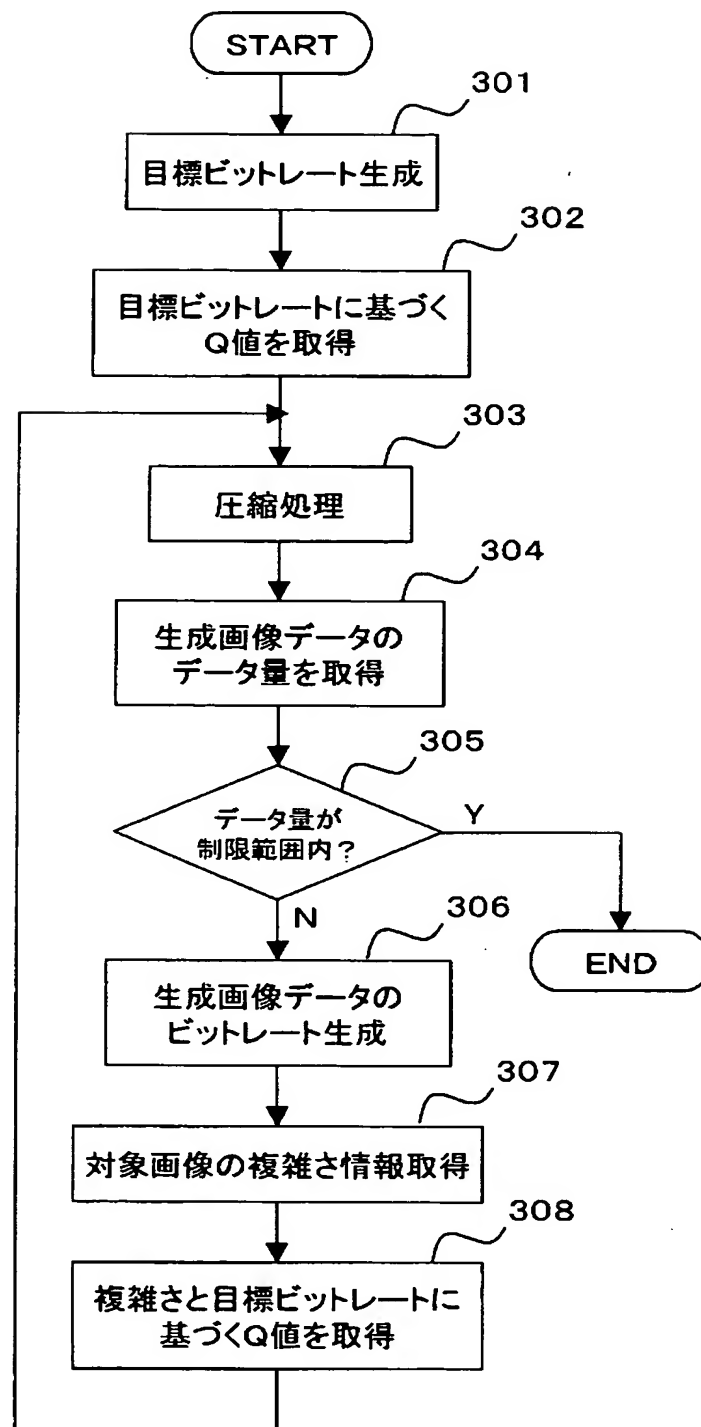 START
301
目標ビットレート生成
302
目標ビットレートに基づく
Q値を取得
303
圧縮処理
304
生成画像データの
データ量を取得
305
データ量が
制限範囲内?
Y
N
END
306
生成画像データの
ビットレート生成
307
対象画像の複雑さ情報取得
308
複雑さと目標ビットレートに
基づくQ値を取得